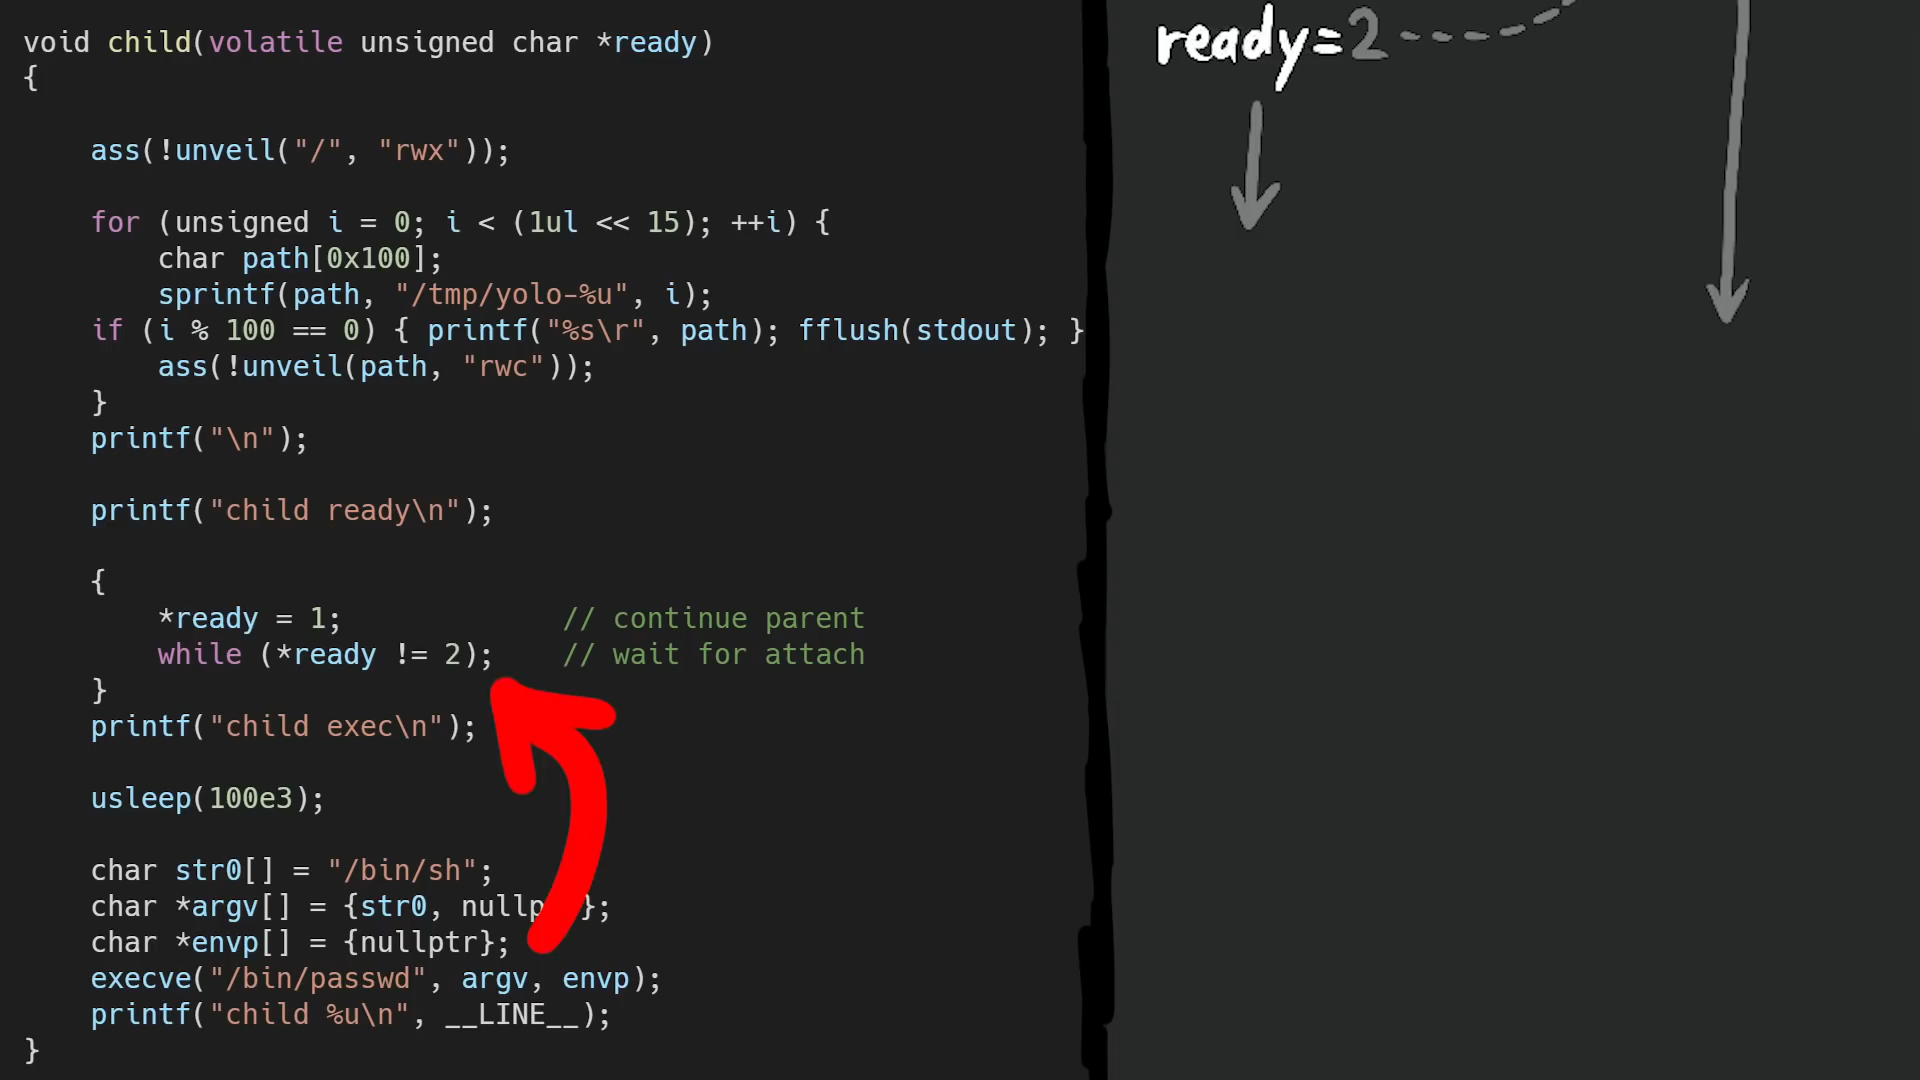 void child(volatile unsigned char *ready)
{
ass(!unveil("/", "rwx"));
for (unsigned i = 0; i < (1ul << 15); ++i) {
char path[0x100];
sprintf(path, "/tmp/yolo-%u", i);
if (i % 100 == 0) { printf("%s\r", path); fflush(stdout); }
ass(!unveil(path, "rwc"));
}
printf("\n");
printf("child ready\n");
{
*ready = 1; // continue parent
while (*ready != 2); // wait for attach
}
printf("child exec\n");
usleep(100e3);
char str0[] = "/bin/sh";
char *argv[] = {str0, nullp};
char *envp[] = {nullptr};
execve("/bin/passwd", argv, envp);
printf("child %u\n", __LINE__);
}
ready=2